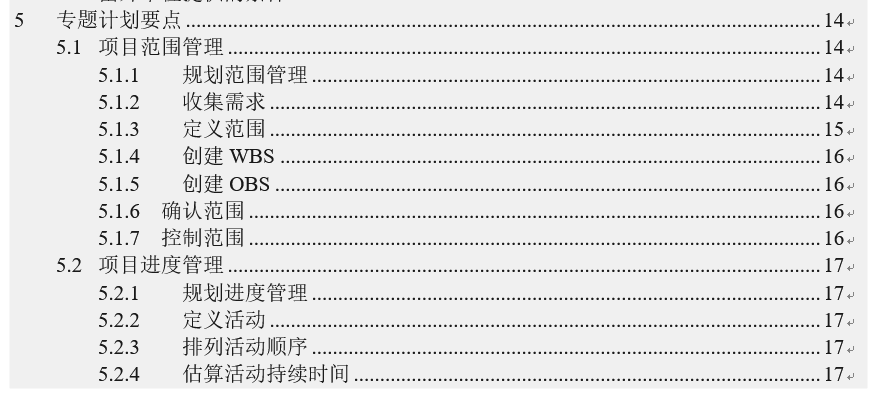 5 专题计划要点 14
5.1 项目范围管理 14
5.1.1 规划范围管理 14
5.1.2 收集需求 14
5.1.3 定义范围 15
5.1.4 创建 WBS 16
5.1.5 创建 OBS 16
5.1.6 确认范围 16
5.1.7 控制范围 16
5.2 项目进度管理 17
5.2.1 规划进度管理 17
5.2.2 定义活动 17
5.2.3 排列活动顺序 17
5.2.4 估算活动持续时间 17